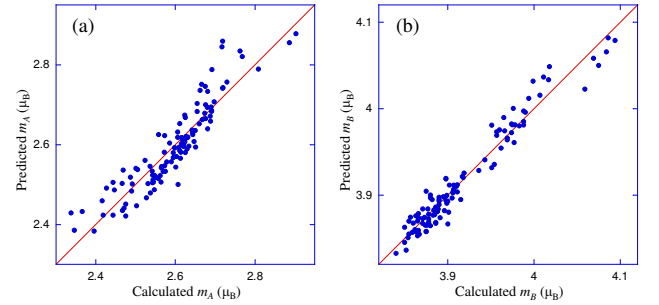 (a)
2.8
2.6
2.4
Predicted m_A (μ_B)
2.4 2.6 2.8
Calculated m_A (μ_B)
(b)
4.1
4
3.9
Predicted m_B (μ_B)
3.9 4 4.1
Calculated m_B (μ_B)